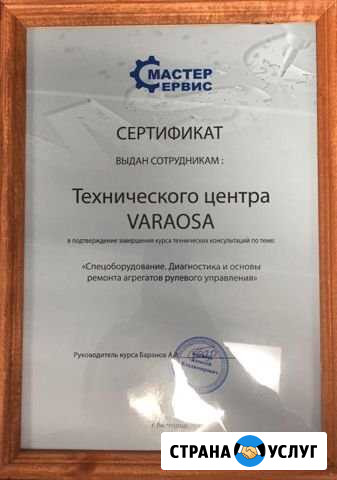 МАСТЕР
СЕРВИС
СЕРТИФИКАТ
ВЫДАН СОТРУДНИКАМ :
Технического центра
VARAOSA
в подтверждение завершения курса технических консультаций по теме:
«Спецоборудование. Диагностика и основы
ремонта агрегатов рулевого управления»
Руководитель курса Баранов А.В.
СТРАНА УСЛУГ